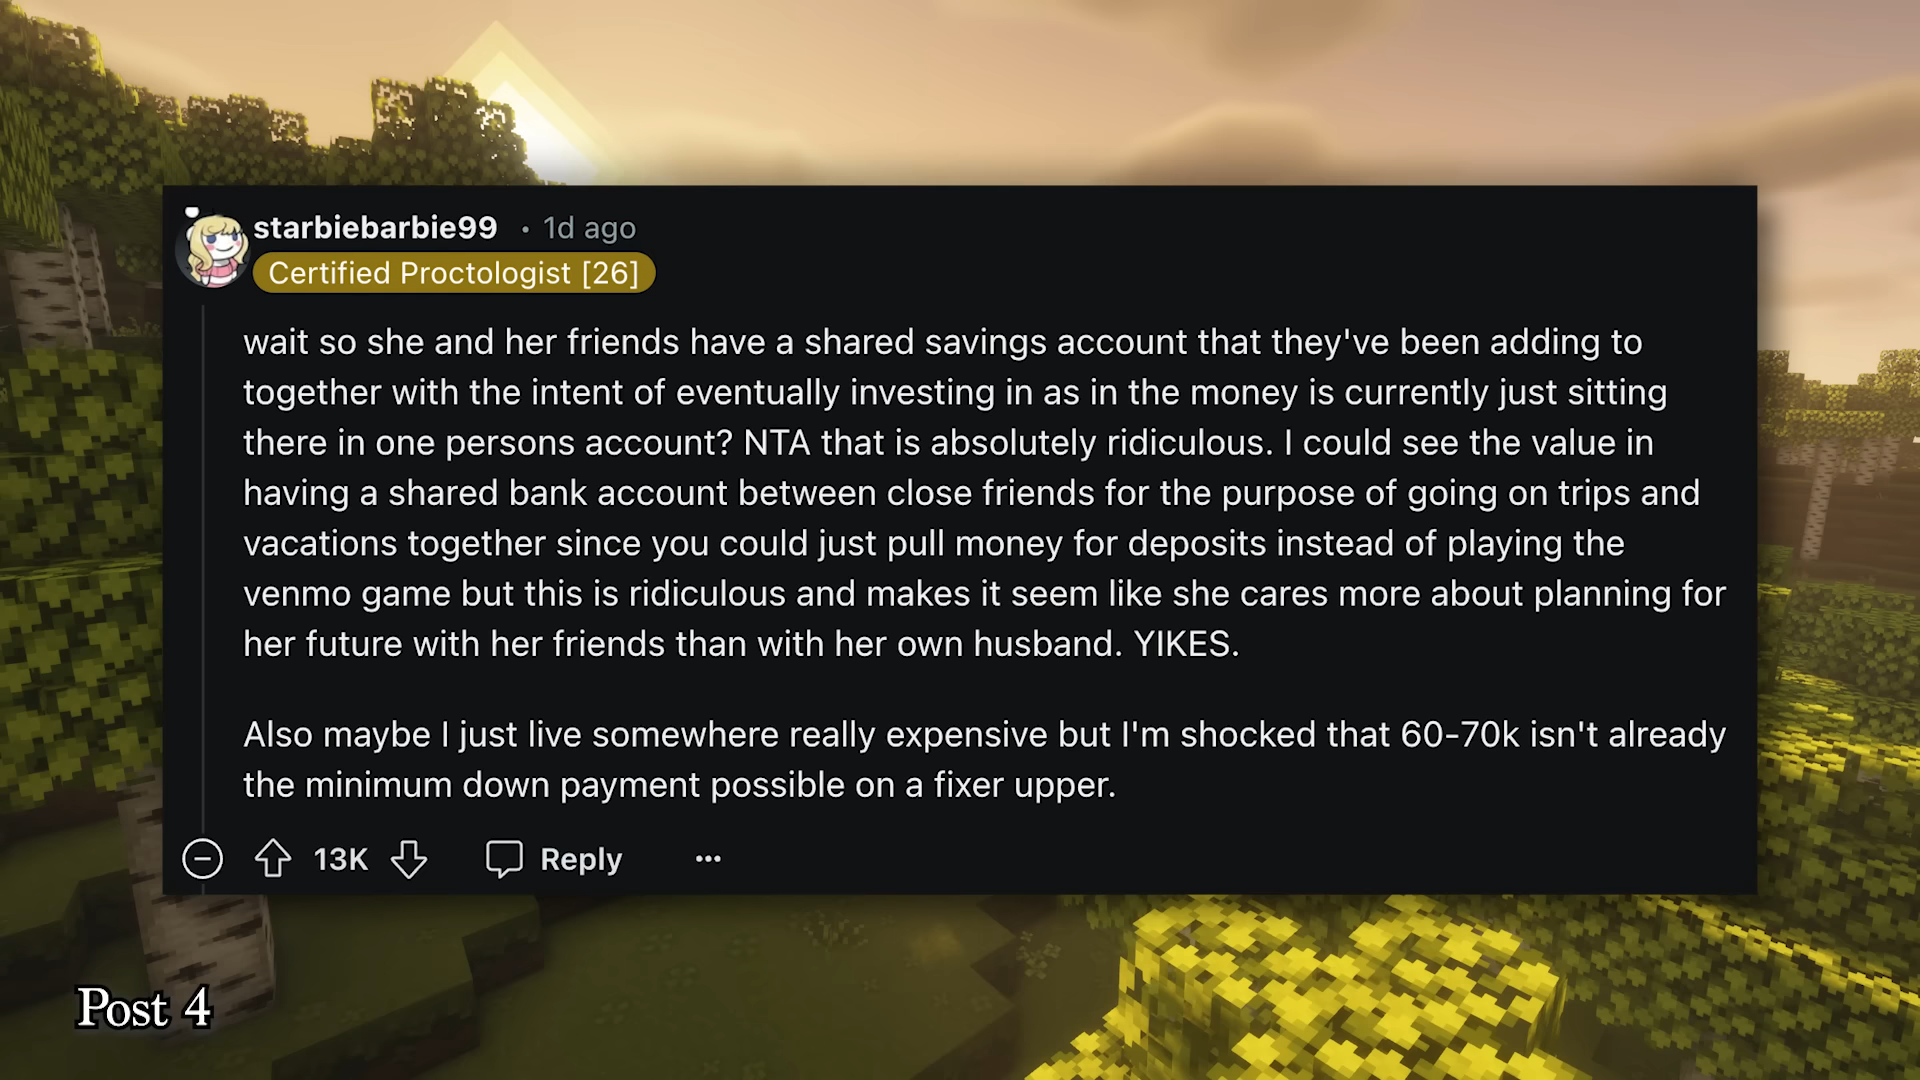 starbiebarbie99 • 1d ago
Certified Proctologist [26]
wait so she and her friends have a shared savings account that they've been adding to
together with the intent of eventually investing in as in the money is currently just sitting
there in one persons account? NTA that is absolutely ridiculous. I could see the value in
having a shared bank account between close friends for the purpose of going on trips and
vacations together since you could just pull money for deposits instead of playing the
venmo game but this is ridiculous and makes it seem like she cares more about planning for
her future with her friends than with her own husband. YIKES.
Also maybe I just live somewhere really expensive but I'm shocked that 60-70k isn't already
the minimum down payment possible on a fixer upper.
13K Reply ...
Post 4